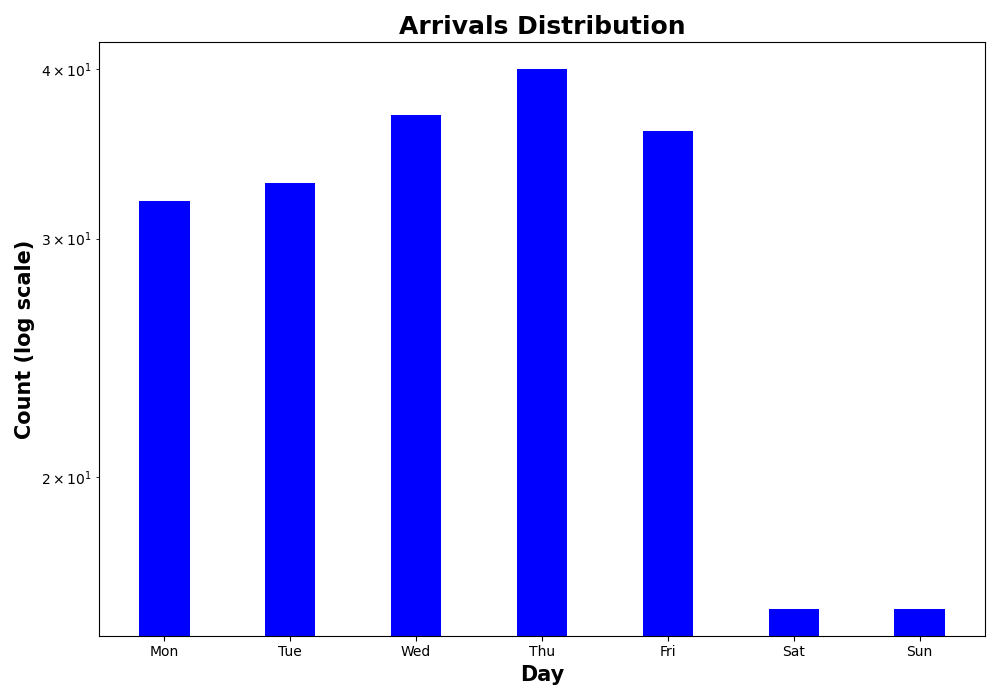 Arrivals Distribution
Count (log scale)
4 × 10¹
3 × 10¹
2 × 10¹
Mon Tue Wed Thu Fri Sat Sun
Day